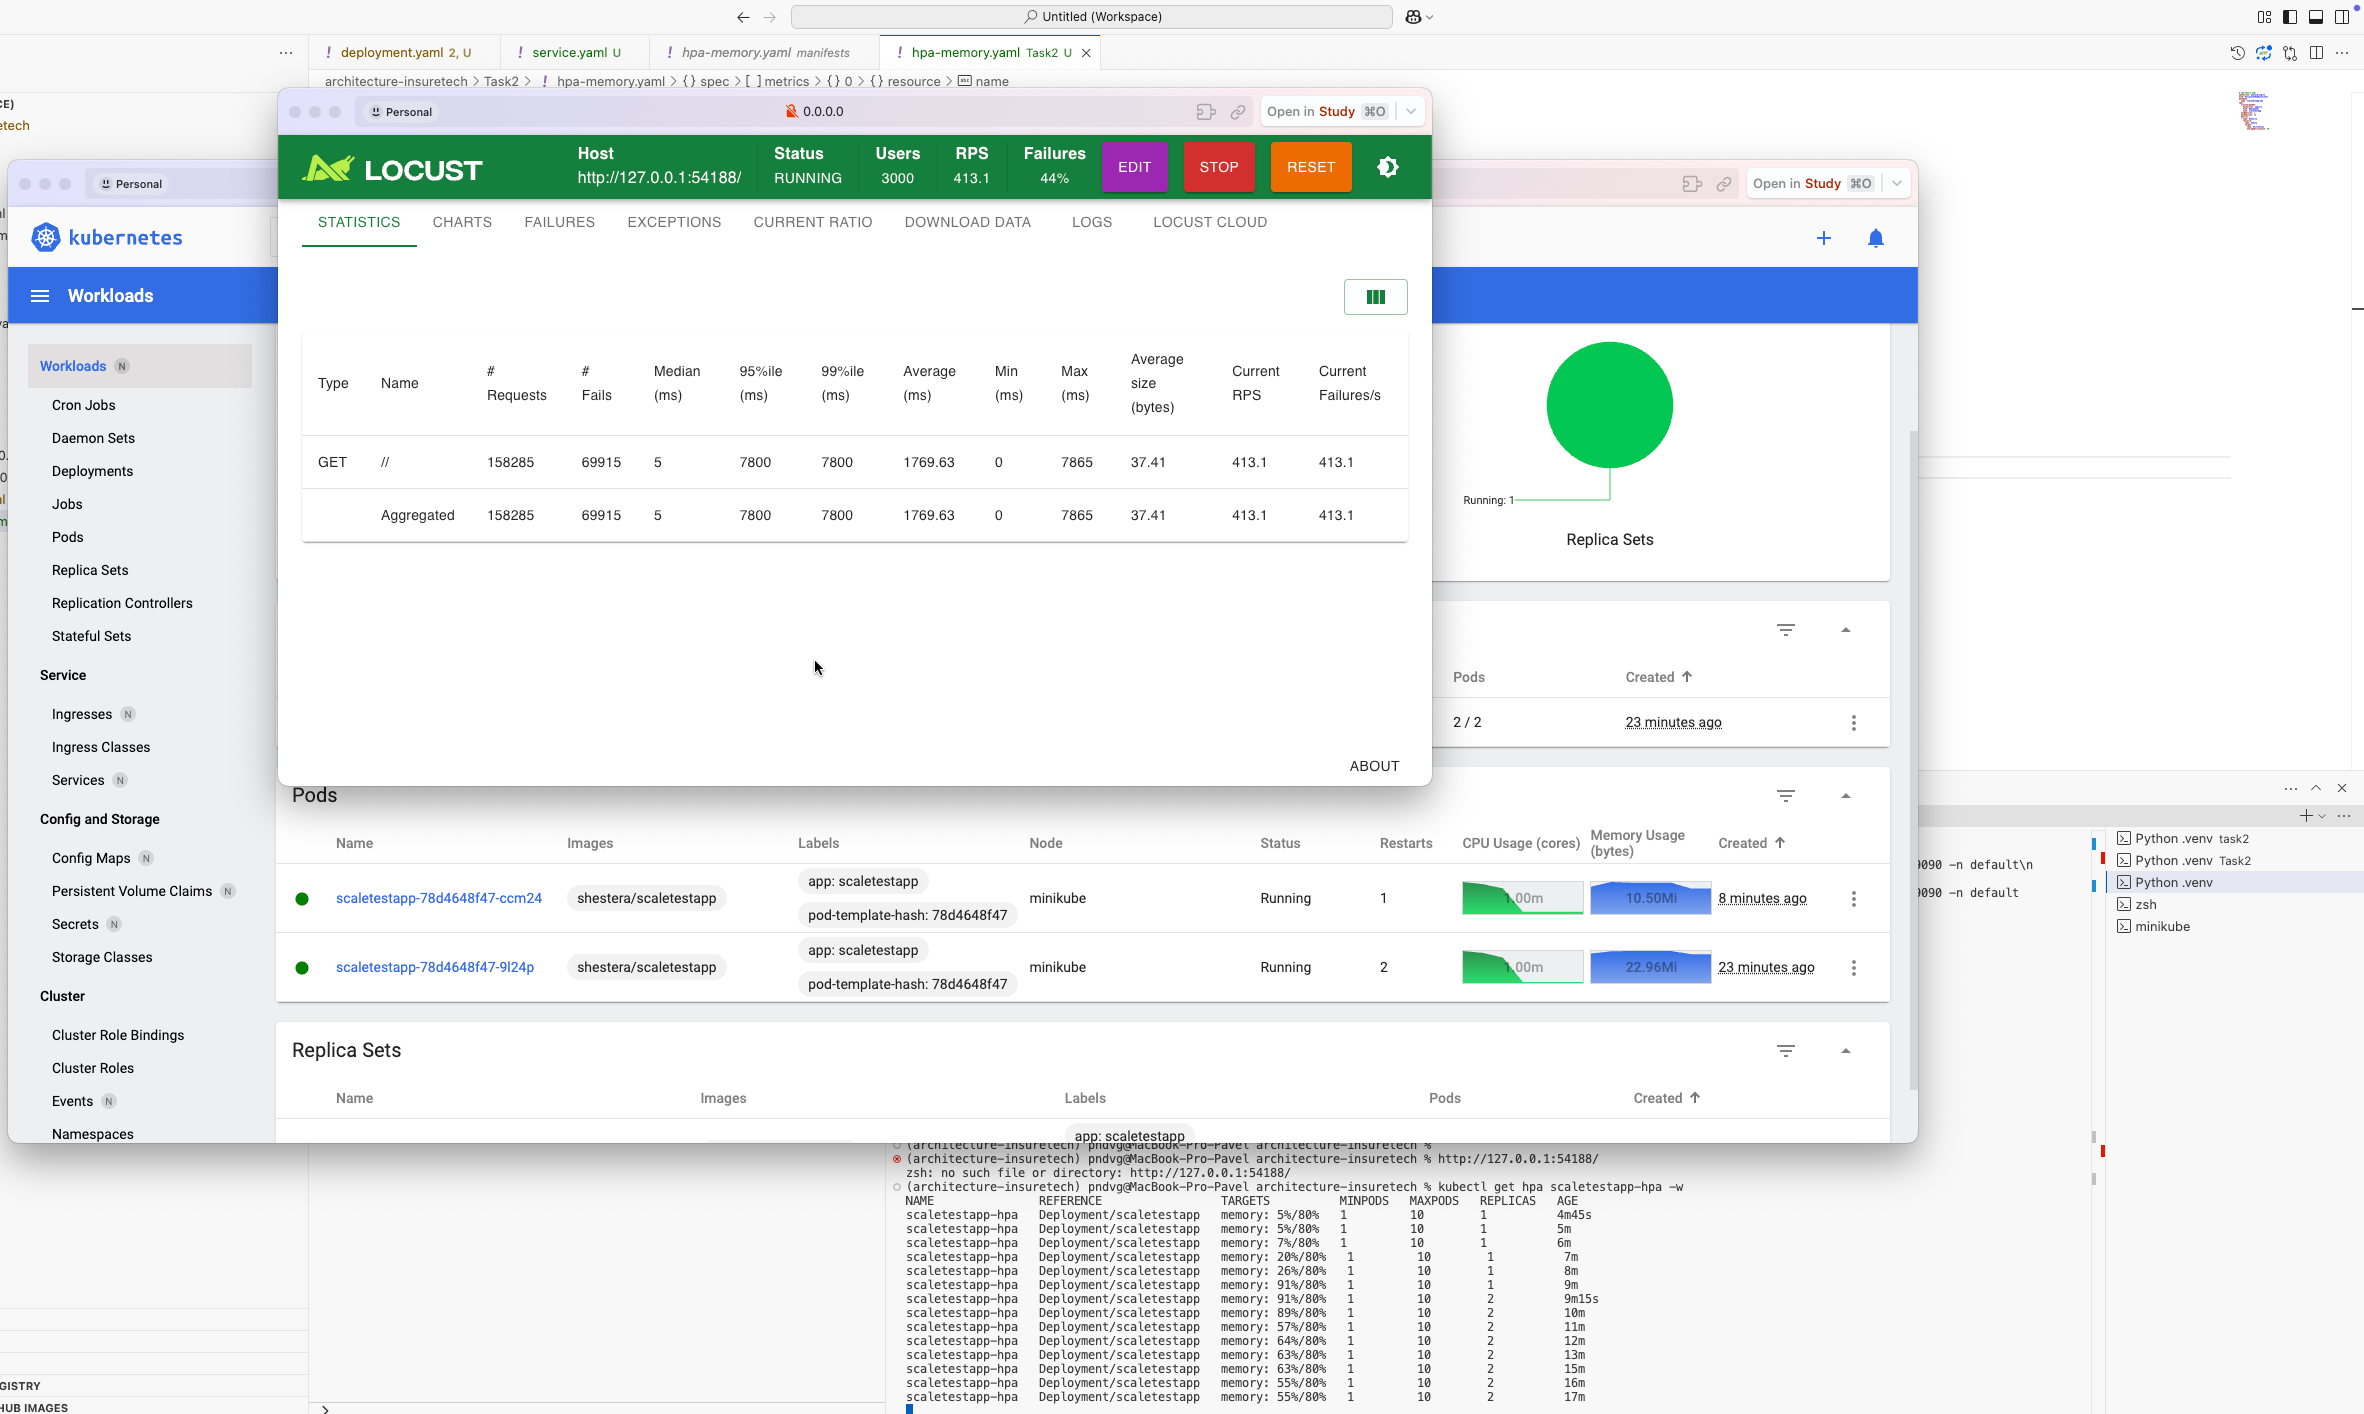 Untitled (Workspace)
deployment.yaml 2, U
service.yaml U
hpa-memory.yaml manifests
hpa-memory.yaml Task2 U
architecture-insuretech > Task2 > hpa-memory.yaml > {} spec > [ ] metrics > {} 0 > {} resource > name
CE)
etech
Personal
0.0.0.0
Open in Study ⌘O
LOCUST
Host
http://127.0.0.1:54188/
Status
RUNNING
Users
3000
RPS
413.1
Failures
44%
EDIT
STOP
RESET
STATISTICS
CHARTS
FAILURES
EXCEPTIONS
CURRENT RATIO
DOWNLOAD DATA
LOGS
LOCUST CLOUD
Type Name # Requests # Fails Median (ms) 95%ile (ms) 99%ile (ms) Average (ms) Min (ms) Max (ms) Average size (bytes) Current RPS Current Failures/s
GET // 158285 69915 5 7800 7800 1769.63 0 7865 37.41 413.1 413.1
Aggregated 158285 69915 5 7800 7800 1769.63 0 7865 37.41 413.1 413.1
ABOUT
Personal
Open in Study ⌘O
kubernetes
Workloads
Workloads N
Cron Jobs
Daemon Sets
Deployments
Jobs
Pods
Replica Sets
Replication Controllers
Stateful Sets
Service
Ingresses N
Ingress Classes
Services N
Config and Storage
Config Maps N
Persistent Volume Claims N
Secrets N
Storage Classes
Cluster
Cluster Role Bindings
Cluster Roles
Events N
Namespaces
Running: 1
Replica Sets
Pods Created
2 / 2 23 minutes ago
Pods
Name Images Labels Node Status Restarts CPU Usage (cores) Memory Usage (bytes) Created
scaletestapp-78d4648f47-ccm24 shestera/scaletestapp app: scaletestapp pod-template-hash: 78d4648f47 minikube Running 1 1.00m 10.50Mi 8 minutes ago
scaletestapp-78d4648f47-9l24p shestera/scaletestapp app: scaletestapp pod-template-hash: 78d4648f47 minikube Running 2 1.00m 22.96Mi 23 minutes ago
Replica Sets
Name Images Labels Pods Created
app: scaletestapp
9090 -n default\n
9090 -n default
Python .venv task2
Python .venv Task2
Python .venv
zsh
minikube
(architecture-insuretech) pndvg@MacBook-Pro-Pavel architecture-insuretech %
(architecture-insuretech) pndvg@MacBook-Pro-Pavel architecture-insuretech % http://127.0.0.1:54188/
zsh: no such file or directory: http://127.0.0.1:54188/
(architecture-insuretech) pndvg@MacBook-Pro-Pavel architecture-insuretech % kubectl get hpa scaletestapp-hpa -w
NAME REFERENCE TARGETS MINPODS MAXPODS REPLICAS AGE
scaletestapp-hpa Deployment/scaletestapp memory: 5%/80% 1 10 1 4m45s
scaletestapp-hpa Deployment/scaletestapp memory: 5%/80% 1 10 1 5m
scaletestapp-hpa Deployment/scaletestapp memory: 7%/80% 1 10 1 6m
scaletestapp-hpa Deployment/scaletestapp memory: 20%/80% 1 10 1 7m
scaletestapp-hpa Deployment/scaletestapp memory: 26%/80% 1 10 1 8m
scaletestapp-hpa Deployment/scaletestapp memory: 91%/80% 1 10 1 9m
scaletestapp-hpa Deployment/scaletestapp memory: 91%/80% 1 10 2 9m15s
scaletestapp-hpa Deployment/scaletestapp memory: 89%/80% 1 10 2 10m
scaletestapp-hpa Deployment/scaletestapp memory: 57%/80% 1 10 2 11m
scaletestapp-hpa Deployment/scaletestapp memory: 64%/80% 1 10 2 12m
scaletestapp-hpa Deployment/scaletestapp memory: 63%/80% 1 10 2 13m
scaletestapp-hpa Deployment/scaletestapp memory: 63%/80% 1 10 2 15m
scaletestapp-hpa Deployment/scaletestapp memory: 55%/80% 1 10 2 16m
scaletestapp-hpa Deployment/scaletestapp memory: 55%/80% 1 10 2 17m
GISTRY
HUB IMAGES